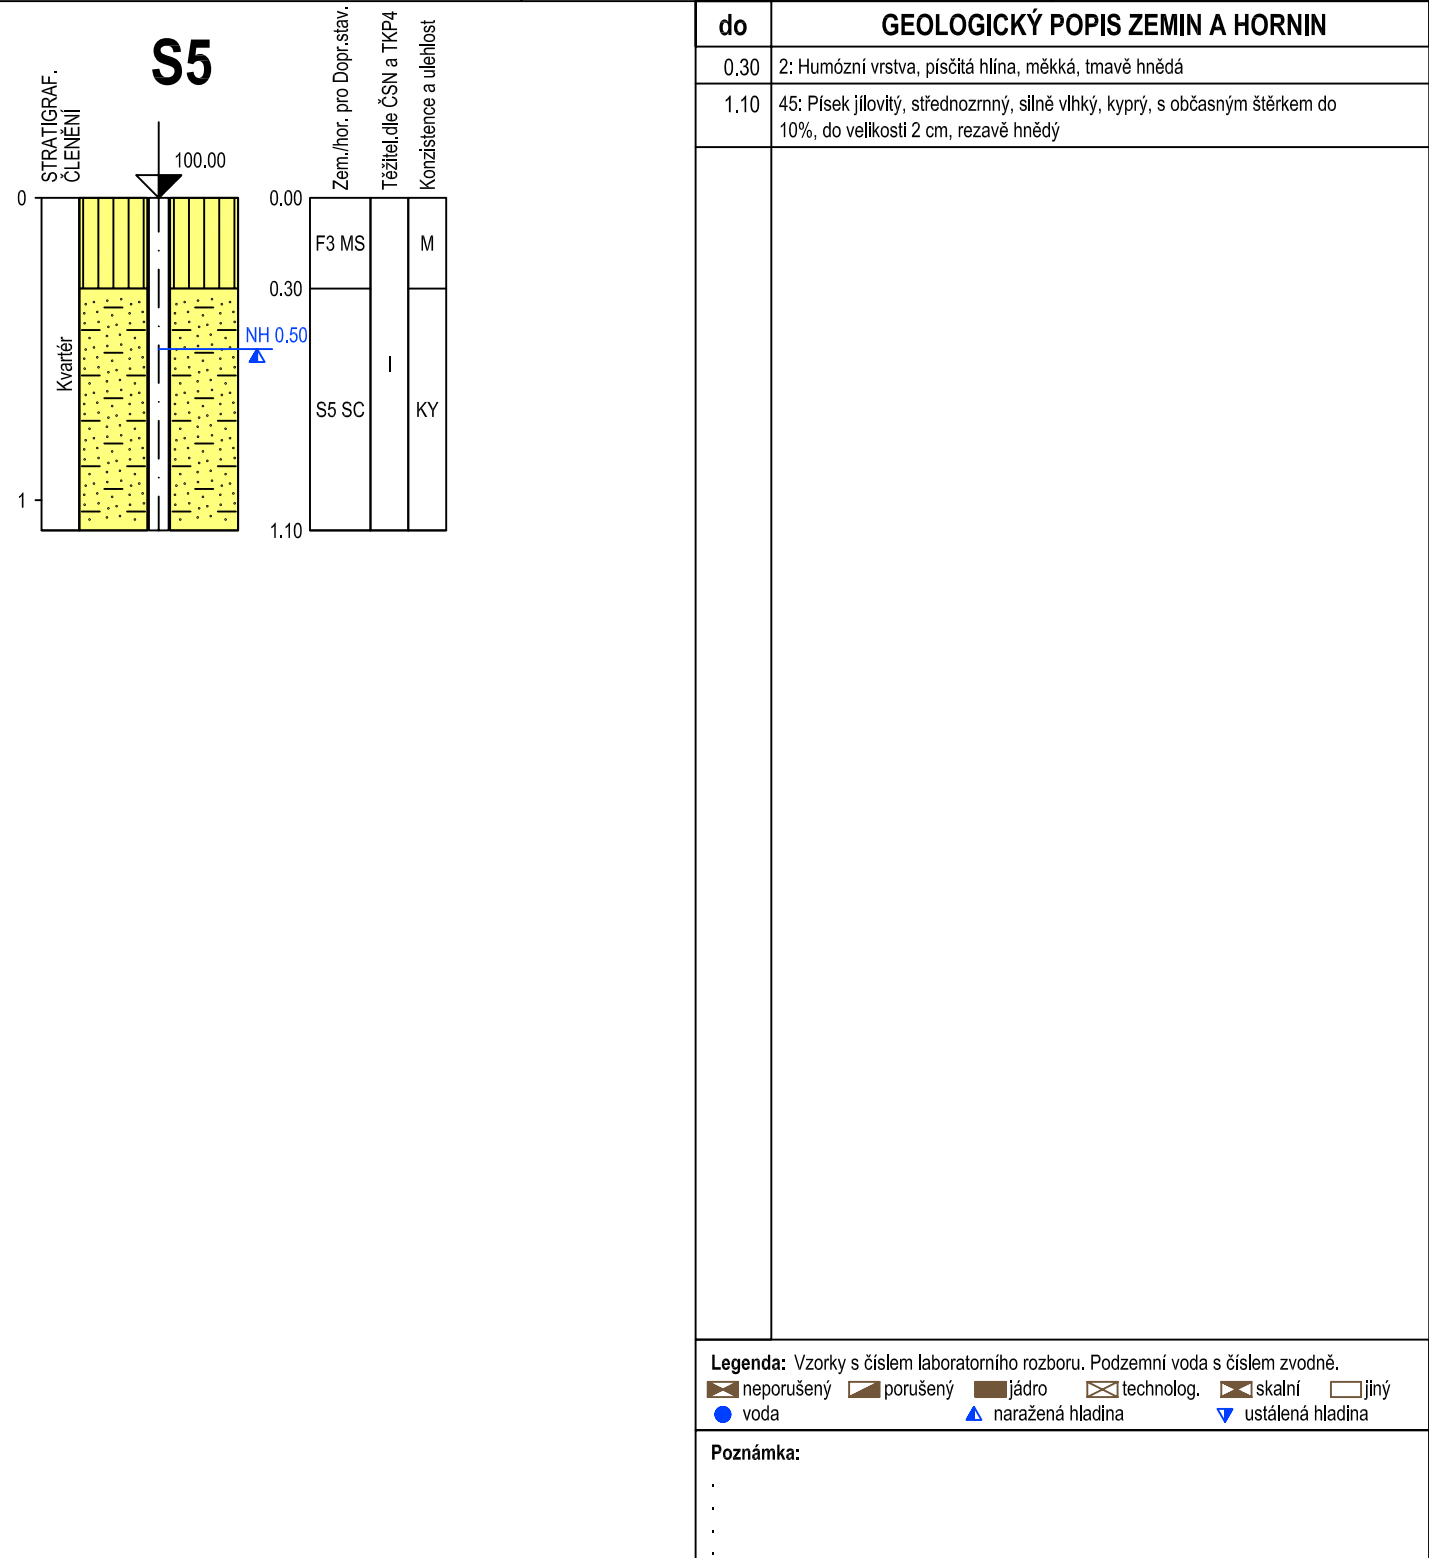 S5
STRATIGRAF.
ČLENĚNÍ
Zem./hor. pro Dopr.stav.
Těžitel.dle ČSN a TKP4
Konzistence a ulehlost
100.00
0
0.00
F3 MS
M
0.30
NH 0.50
Kvartér
I
S5 SC
KY
1
1.10
do
GEOLOGICKÝ POPIS ZEMIN A HORNIN
0.30
2: Humózní vrstva, písčitá hlína, měkká, tmavě hnědá
1.10
45: Písek jílovitý, střednozrnný, silně vlhký, kyprý, s občasným štěrkem do
10%, do velikosti 2 cm, rezavě hnědý
Legenda: Vzorky s číslem laboratorního rozboru. Podzemní voda s číslem zvodně.
neporušený porušený jádro technolog. skalní jiný
voda naražená hladina ustálená hladina
Poznámka:
.
.
.
.